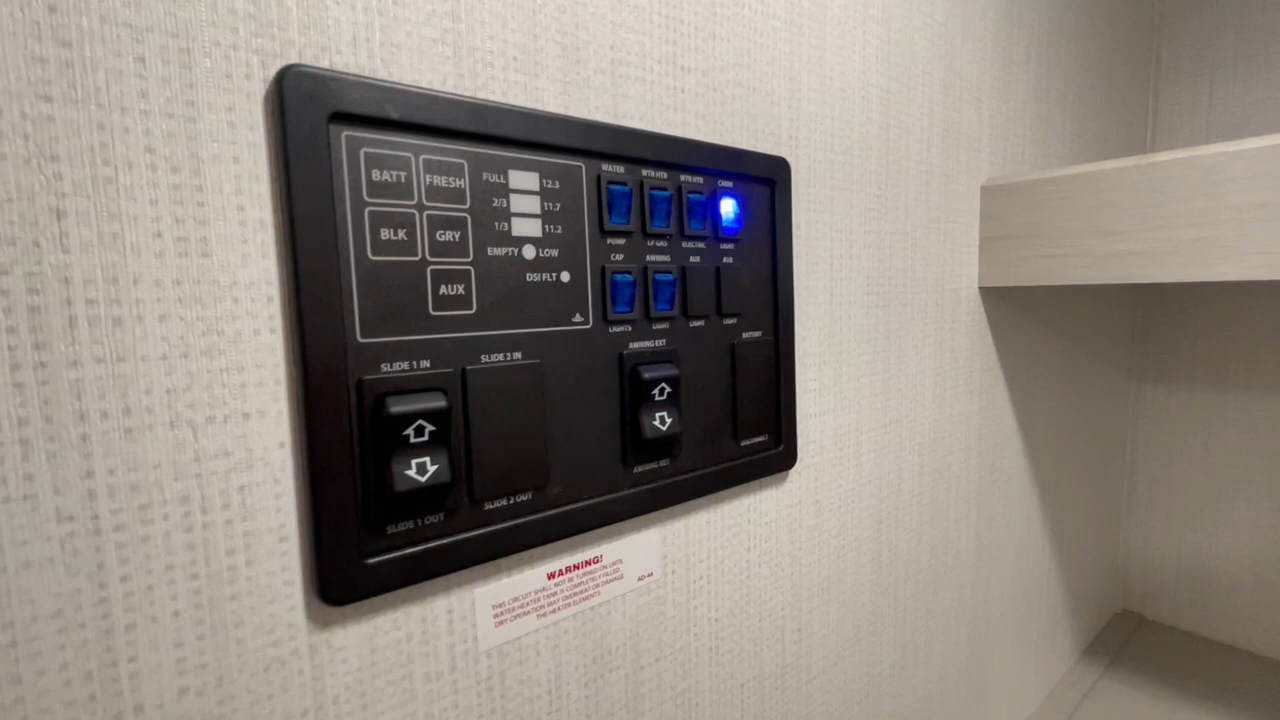 BATT
FRESH
BLK
GRY
AUX
FULL 12.3
2/3 11.7
1/3 11.2
EMPTY LOW
DSI FLT
WATER
PUMP
WTR HTR
LP GAS
WTR HTR
ELECTRIC
CABIN
LIGHT
CAP
LIGHTS
AWNING
LIGHT
AUX
LIGHT
AUX
LIGHT
SLIDE 1 IN
SLIDE 1 OUT
SLIDE 2 IN
SLIDE 2 OUT
AWNING EXT
AWNING RET
BATTERY
DISCONNECT
WARNING!
THIS CIRCUIT SHALL NOT BE TURNED ON UNTIL
WATER HEATER TANK IS COMPLETELY FILLED.
DRY OPERATION MAY OVERHEAT OR DAMAGE
THE HEATER ELEMENTS
AD-44